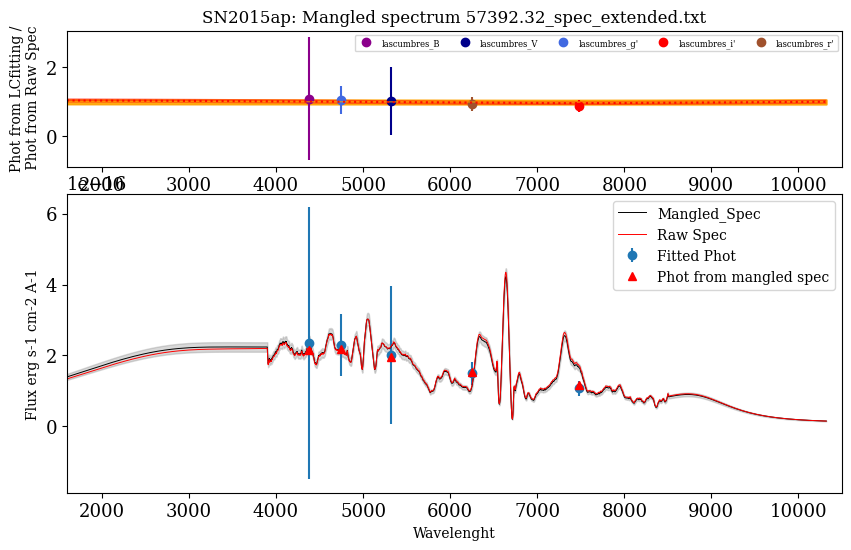 SN2015ap: Mangled spectrum 57392.32_spec_extended.txt
Phot from LCfitting /
Phot from Raw Spec
lascumbres_B lascumbres_V lascumbres_g' lascumbres_i' lascumbres_r'
2
0
2000 3000 4000 5000 6000 7000 8000 9000 10000
Flux erg s-1 cm-2 A-1
6
4
2
0
Mangled_Spec
Raw Spec
Fitted Phot
Phot from mangled spec
2000 3000 4000 5000 6000 7000 8000 9000 10000
Wavelenght